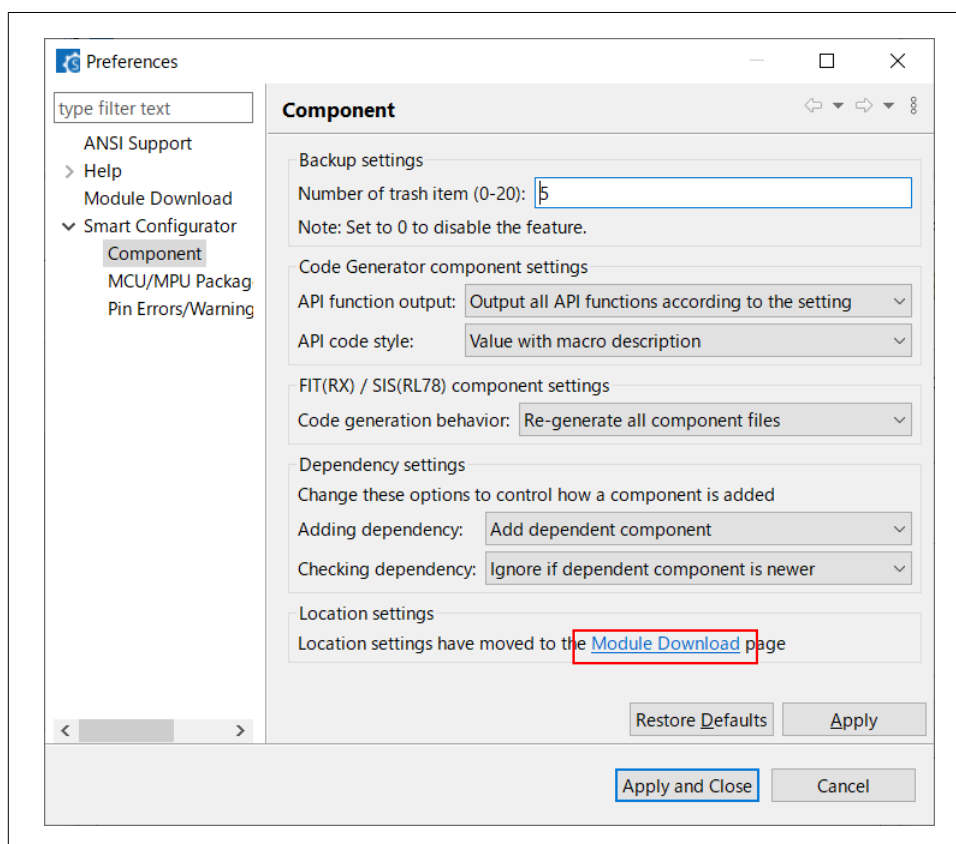 Preferences
type filter text
ANSI Support
Help
Module Download
Smart Configurator
Component
MCU/MPU Packag
Pin Errors/Warning
Component
Backup settings
Number of trash item (0-20): 5
Note: Set to 0 to disable the feature.
Code Generator component settings
API function output: Output all API functions according to the setting
API code style: Value with macro description
FIT(RX) / SIS(RL78) component settings
Code generation behavior: Re-generate all component files
Dependency settings
Change these options to control how a component is added
Adding dependency: Add dependent component
Checking dependency: Ignore if dependent component is newer
Location settings
Location settings have moved to the Module Download page
Restore Defaults Apply
Apply and Close Cancel